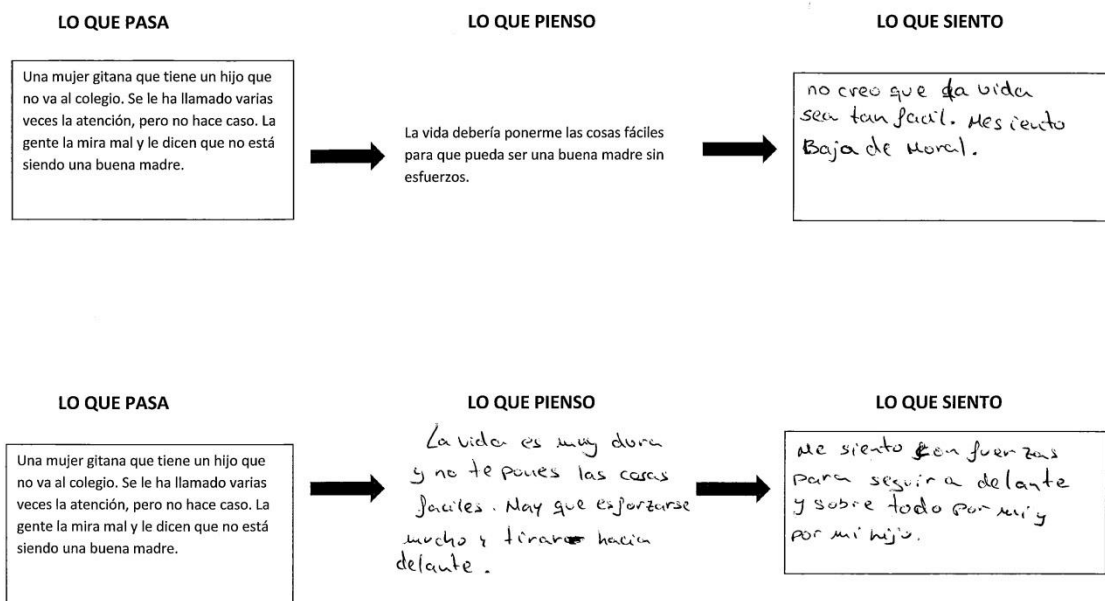 LO QUE PASA
LO QUE PIENSO
LO QUE SIENTO
Una mujer gitana que tiene un hijo que
no va al colegio. Se le ha llamado varias
veces la atención, pero no hace caso. La
gente la mira mal y le dicen que no está
siendo una buena madre.
La vida debería ponerme las cosas fáciles
para que pueda ser una buena madre sin
esfuerzos.
no creo que la vida
sea tan facil. Me siento
Baja de Moral.
LO QUE PASA
LO QUE PIENSO
LO QUE SIENTO
Una mujer gitana que tiene un hijo que
no va al colegio. Se le ha llamado varias
veces la atención, pero no hace caso. La
gente la mira mal y le dicen que no está
siendo una buena madre.
La vida es muy dura
y no te pones las cosas
faciles. Hay que esforzarse
mucho y tirar hacia
delante.
Me siento con fuerzas
para seguir a delante
y sobre todo por mi y
por mi hijo.